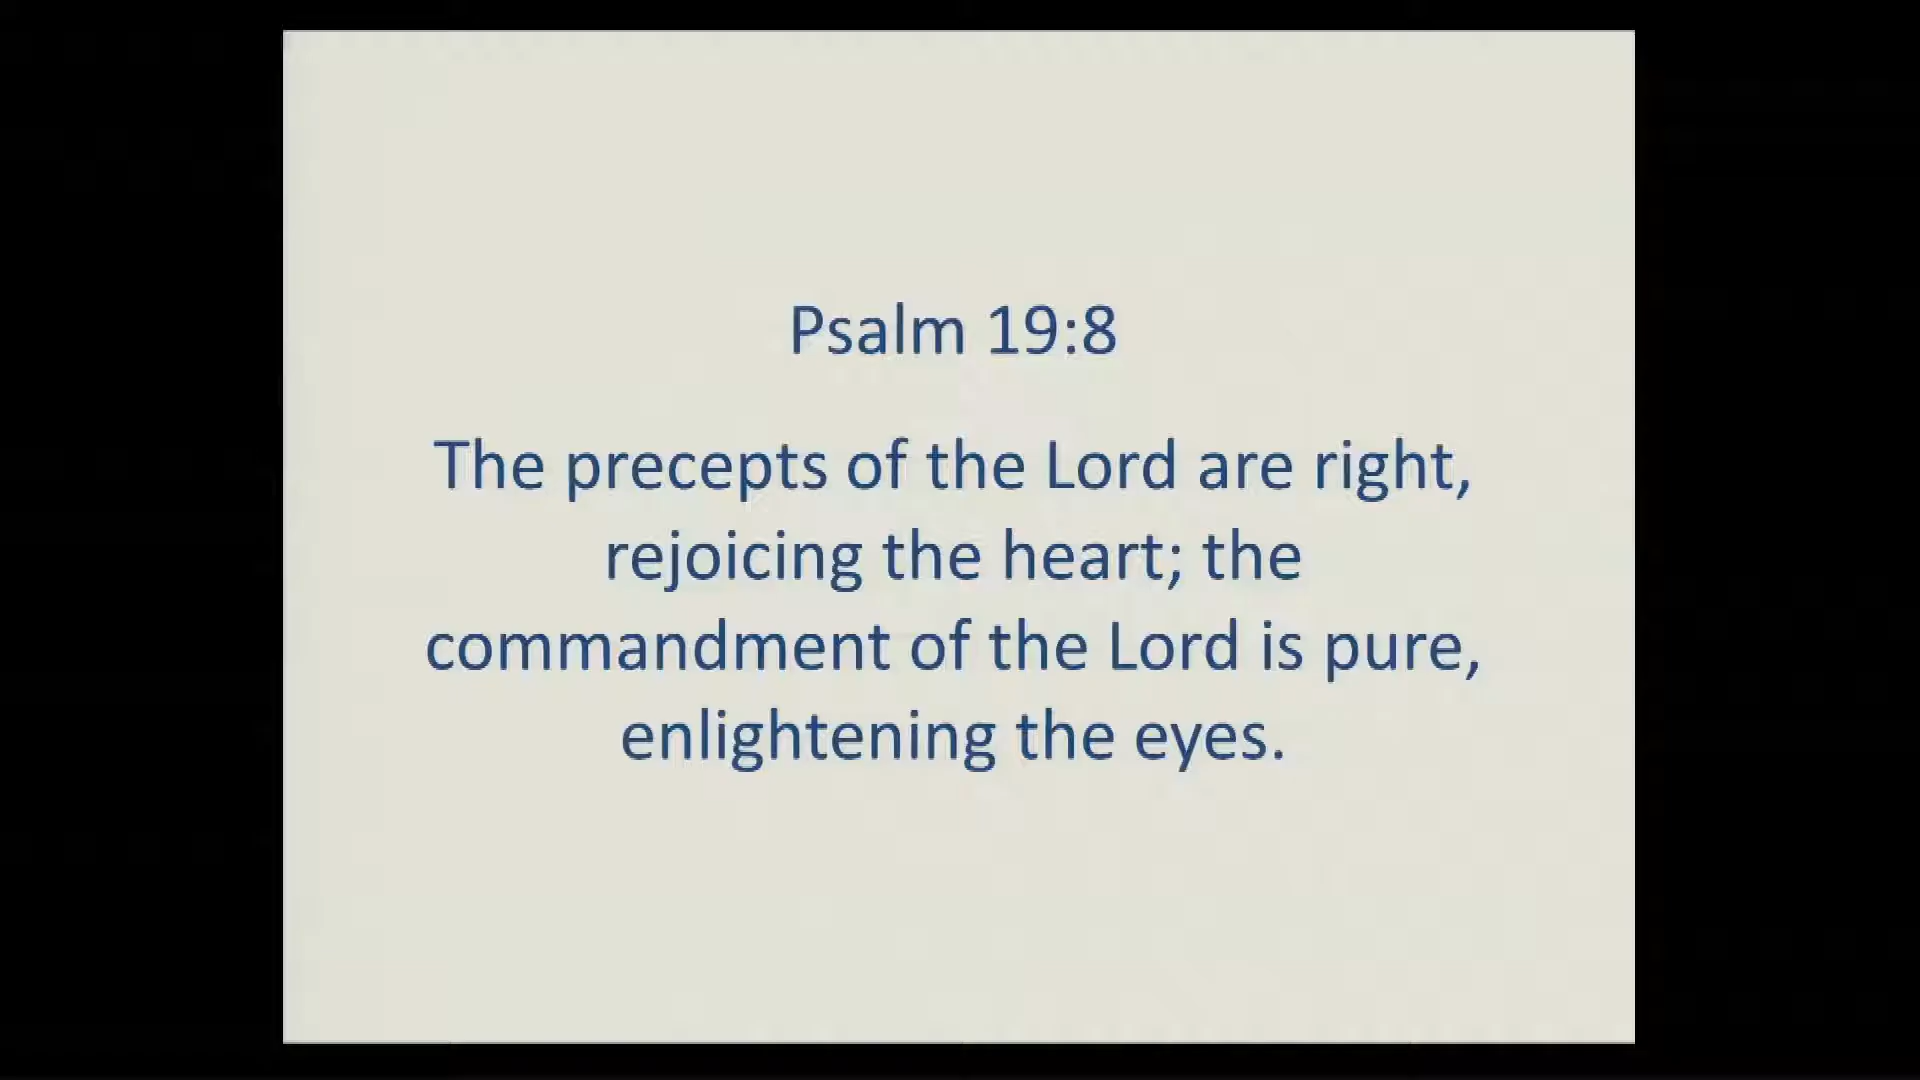 Psalm 19:8
The precepts of the Lord are right,
rejoicing the heart; the
commandment of the Lord is pure,
enlightening the eyes.